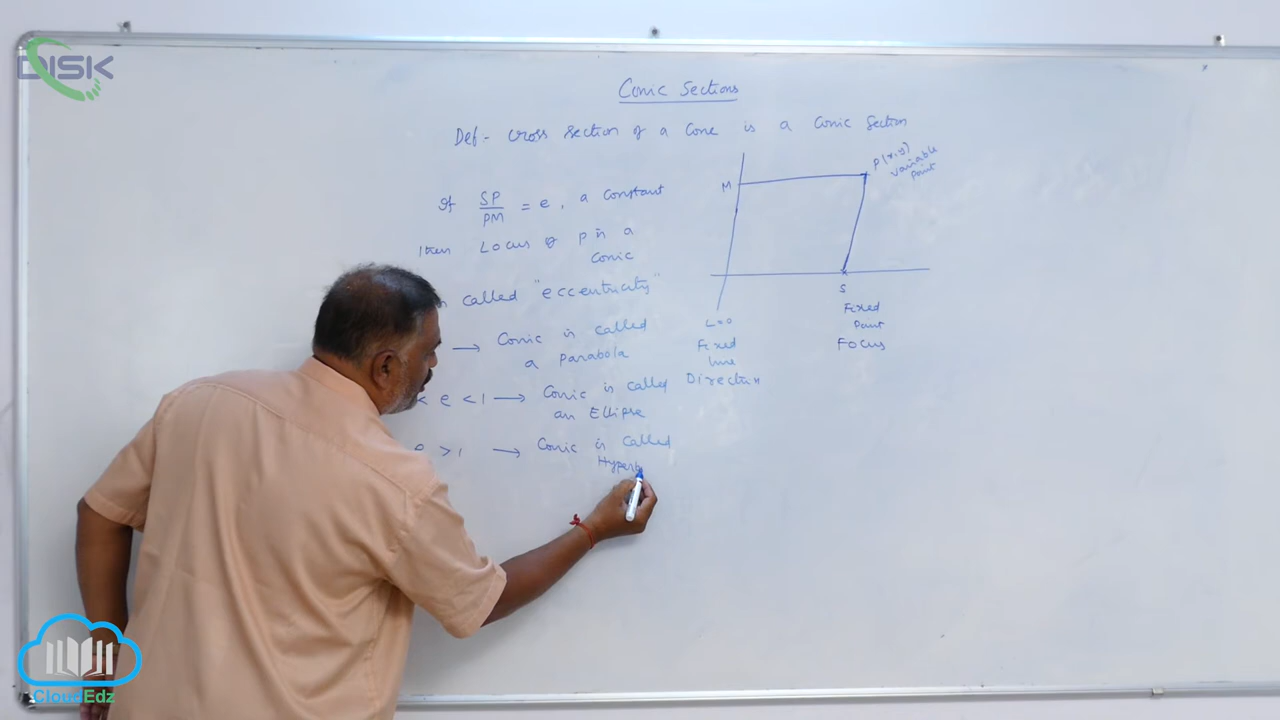 DISK
Conic Sections
Def - Cross section of a Cone is a Conic Section
If SP/PM = e, a constant
then Locus of P is a
Conic
called "eccentricity"
→ Conic is called
a parabola
< e < 1 → Conic is called
an Ellipse
> 1 → Conic is called
Hyperb
M
P(x,y)
variable
point
S
Fixed
Point
Focus
L=0
Fixed
line
CloudEdz